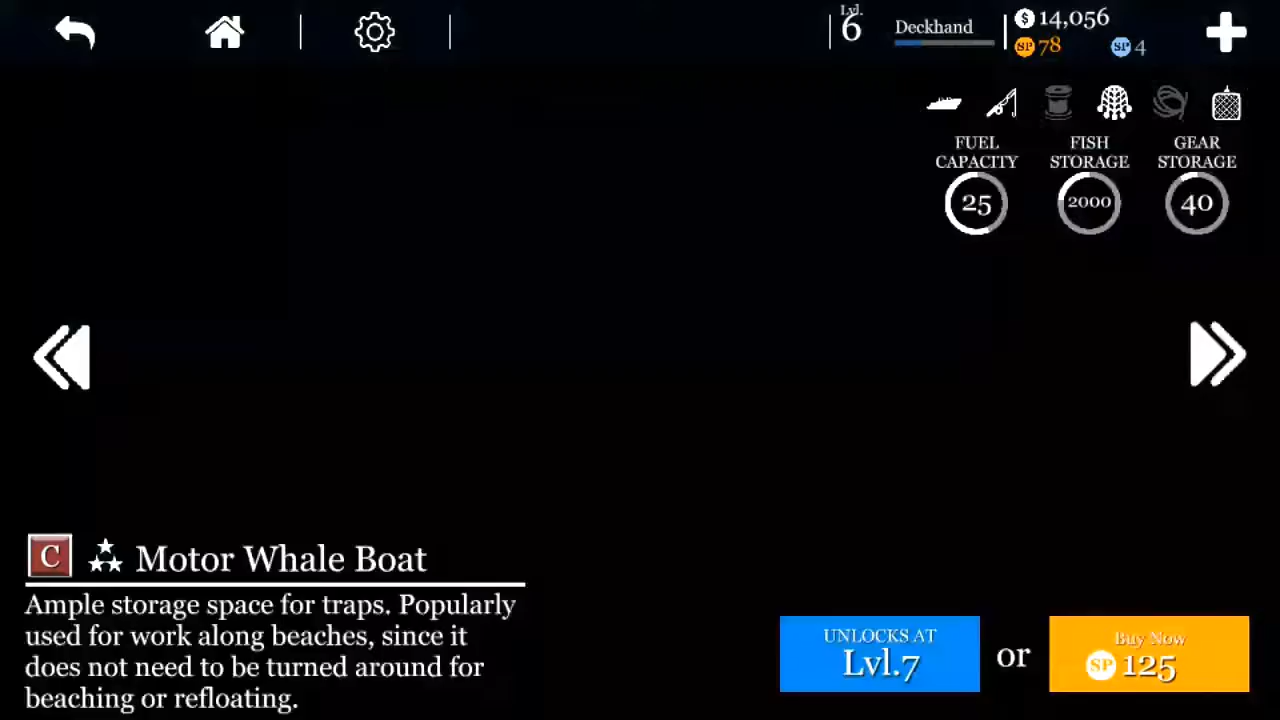 Lvl.
6
Deckhand
$ 14,056
SP 78
SP 4
FUEL CAPACITY
FISH STORAGE
GEAR STORAGE
25
2000
40
C Motor Whale Boat
Ample storage space for traps. Popularly
used for work along beaches, since it
does not need to be turned around for
beaching or refloating.
UNLOCKS AT
Lvl.7
or
Buy Now
SP 125